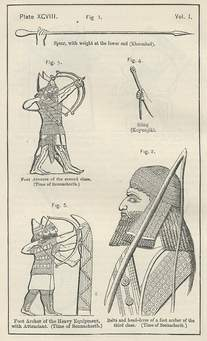 Plate XCVIII. Fig 1. Vol. I.
Spear, with weight at the lower end (Khorsabad).
Fig. 3.
Fig. 4.
Sling
(Koyunjik).
Foot Archers of the second class.
(Time of Sennacherib.)
Fig. 2.
Fig. 5.
Foot Archer of the Heavy Equipment,
with Attendant. (Time of Sennacherib.)
Belts and head-dress of a foot archer of the
third class. (Time of Sennacherib.)